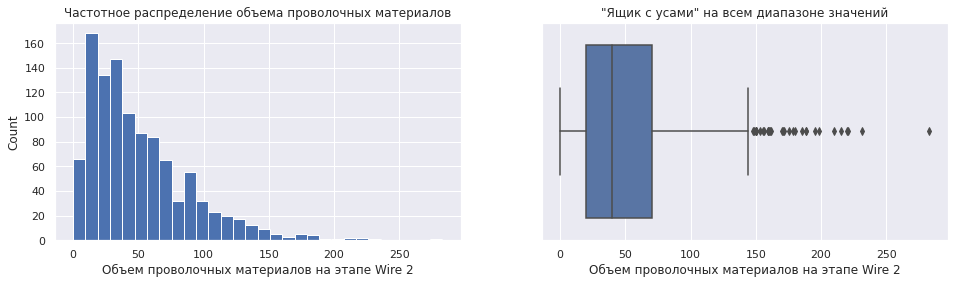 Частотное распределение объема проволочных материалов
160
140
120
100
80
60
40
20
0
Count
0 50 100 150 200 250
Объем проволочных материалов на этапе Wire 2
"Ящик с усами" на всем диапазоне значений
0 50 100 150 200 250
Объем проволочных материалов на этапе Wire 2